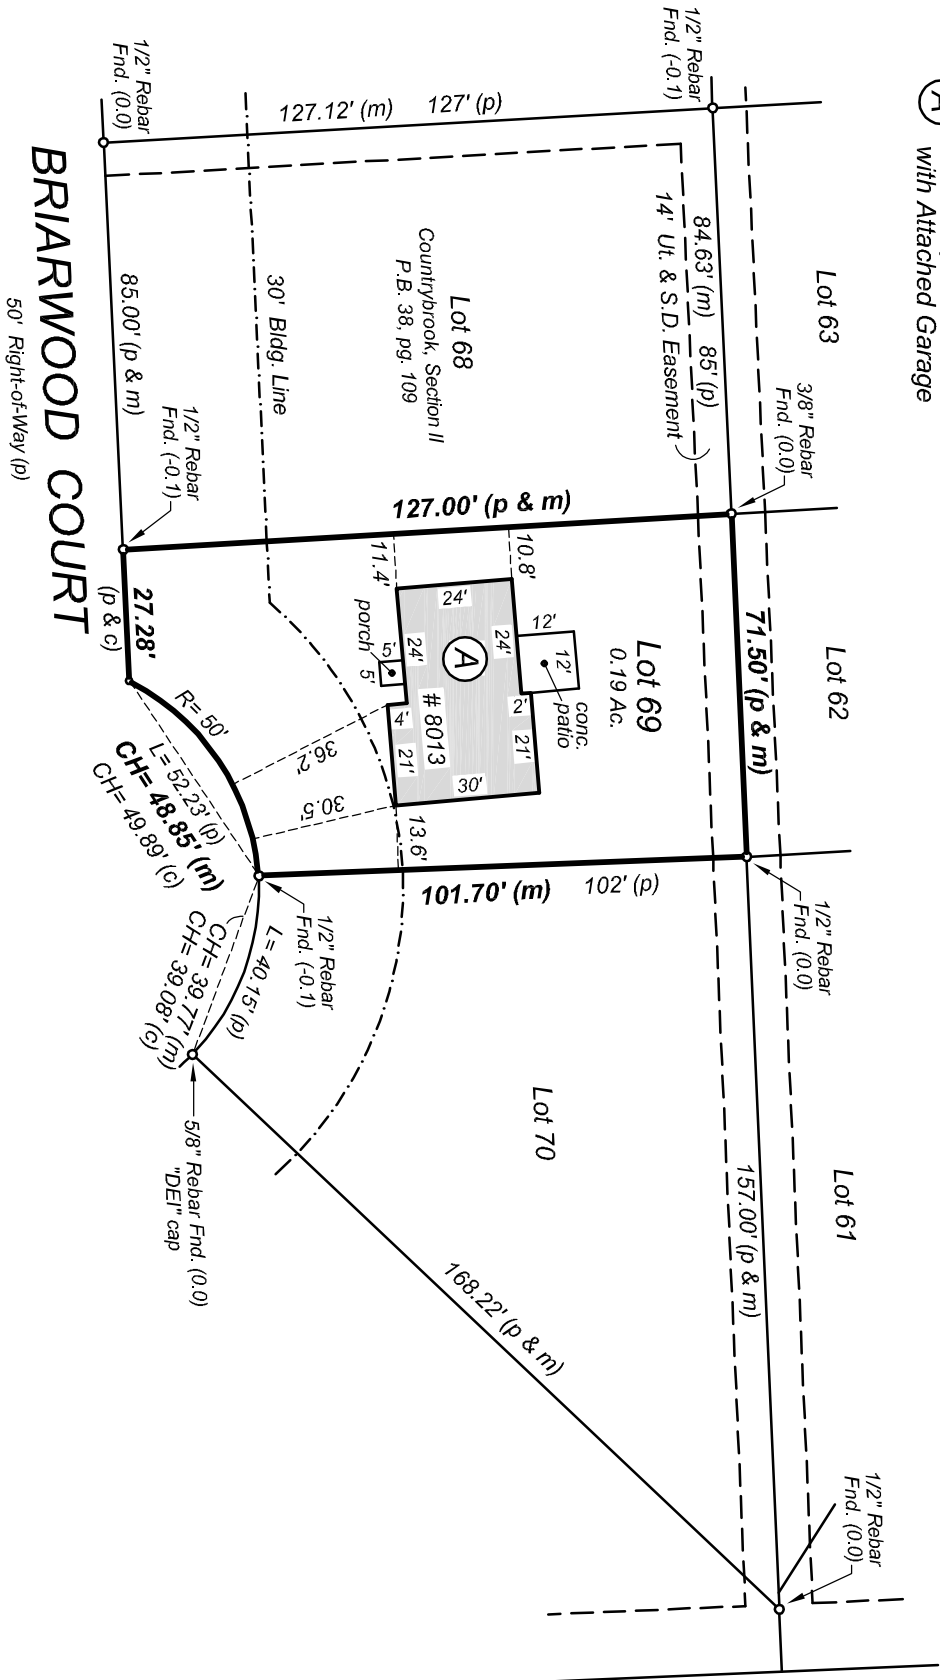 A with Attached Garage
Lot 63
Lot 62
Lot 61
1/2" Rebar
Fnd. (-0.1)
3/8" Rebar
Fnd. (0.0)
1/2" Rebar
Fnd. (0.0)
1/2" Rebar
Fnd. (0.0)
84.63' (m) 85' (p)
14' Ut. & S.D. Easement
71.50' (p & m)
157.00' (p & m)
127.12' (m) 127' (p)
Lot 68
Countrybrook, Section II
P.B. 38, pg. 109
127.00' (p & m)
Lot 69
0.19 Ac.
10.8'
11.4'
24'
24'
24'
12'
12'
conc.
patio
2'
21'
30'
A
# 8013
5'
5'
porch
4'
21'
13.6'
36.2'
30.5'
101.70' (m) 102' (p)
Lot 70
168.22' (p & m)
30' Bldg. Line
1/2" Rebar
Fnd. (0.0)
85.00' (p & m)
1/2" Rebar
Fnd. (-0.1)
27.28'
(p & c)
R= 50'
L= 52.23' (p)
CH= 48.85' (m)
CH= 49.89' (c)
1/2" Rebar
Fnd. (-0.1)
L= 40.15' (p)
CH= 39.77' (m)
CH= 39.08' (c)
5/8" Rebar Fnd. (0.0)
"DEI" cap
BRIARWOOD COURT
50' Right-of-Way (p)